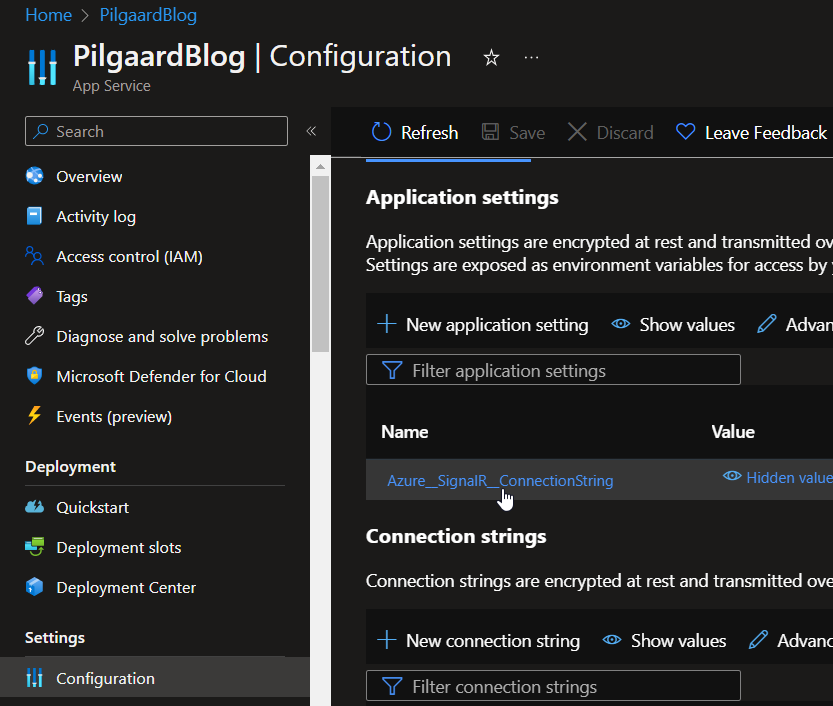 Home > PilgaardBlog
PilgaardBlog | Configuration ☆ ...
App Service
Search «
Overview
Activity log
Access control (IAM)
Tags
Diagnose and solve problems
Microsoft Defender for Cloud
Events (preview)
Deployment
Quickstart
Deployment slots
Deployment Center
Settings
Configuration
Refresh Save Discard Leave Feedback
Application settings
Application settings are encrypted at rest and transmitted ov
Settings are exposed as environment variables for access by
New application setting Show values Advan
Filter application settings
Name Value
Azure__SignalR__ConnectionString Hidden value
Connection strings
Connection strings are encrypted at rest and transmitted ove
New connection string Show values Advanc
Filter connection strings